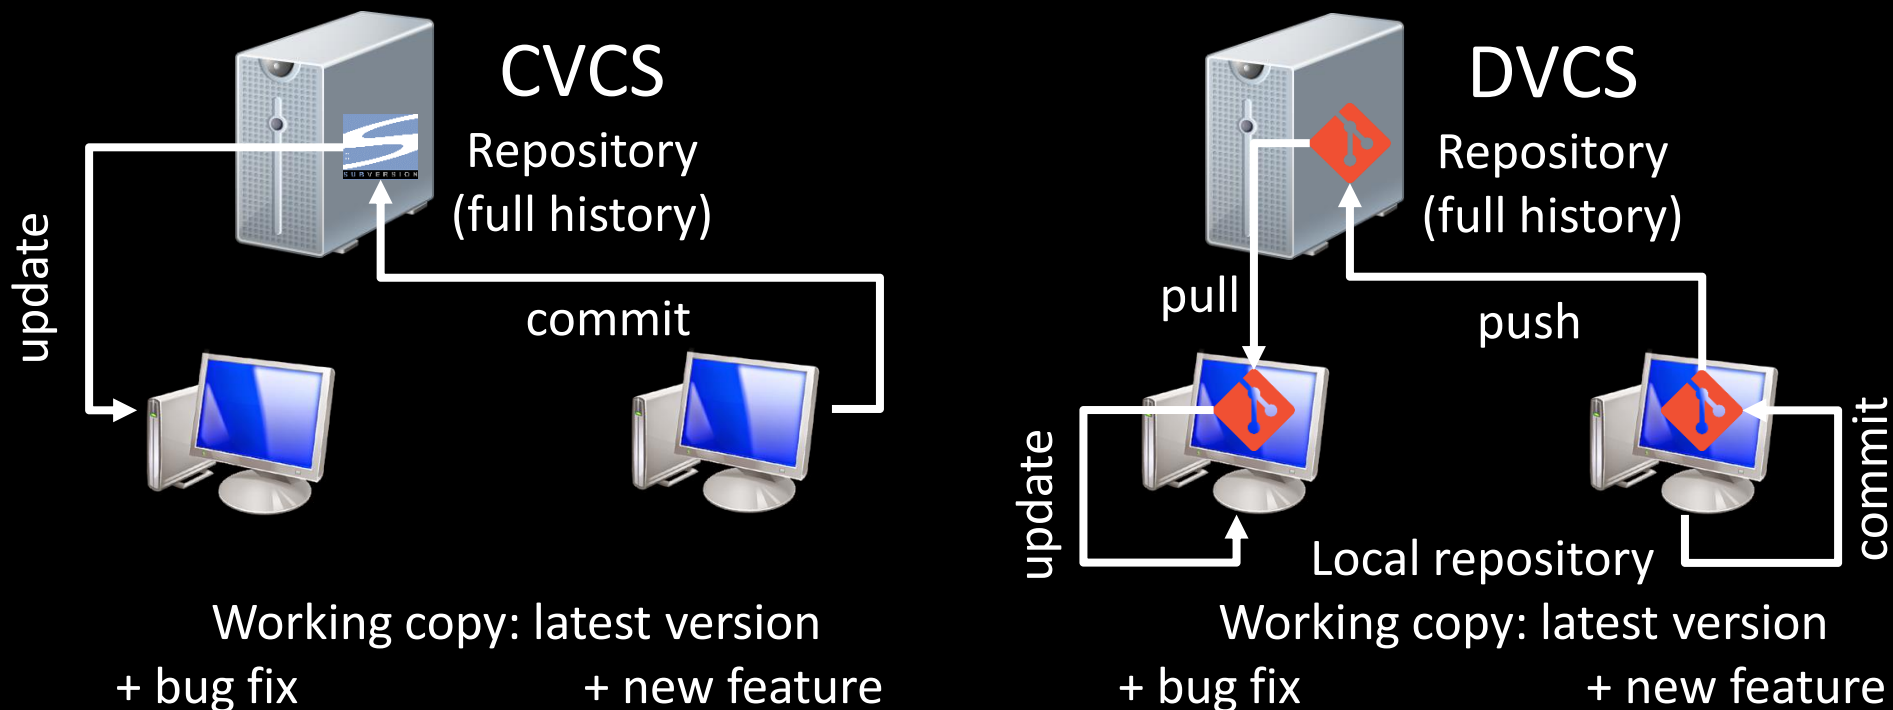 CVCS
Repository
(full history)
SUBVERSION
update
commit
Working copy: latest version
+ bug fix
+ new feature
DVCS
Repository
(full history)
pull
push
update
commit
Local repository
Working copy: latest version
+ bug fix
+ new feature